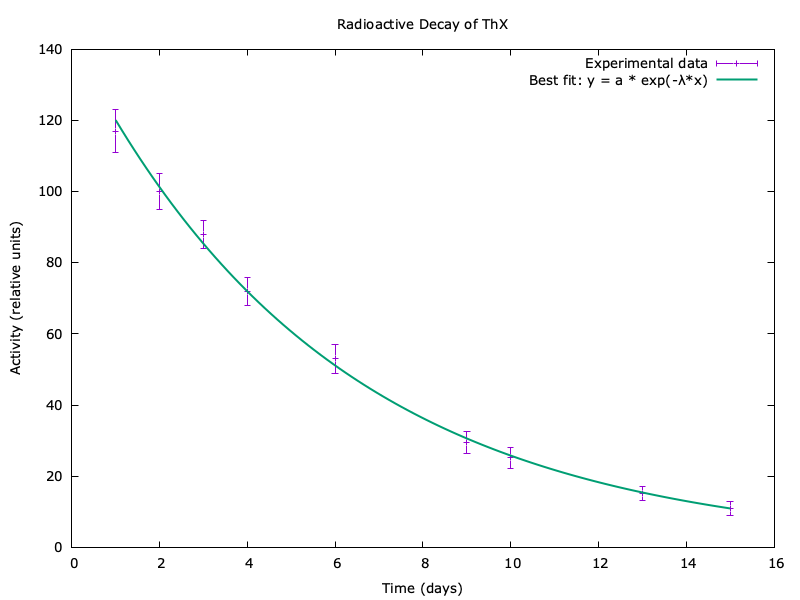 Radioactive Decay of ThX
Experimental data
Best fit: y = a * exp(-λ*x)
Activity (relative units)
140
120
100
80
60
40
20
0
0 2 4 6 8 10 12 14 16
Time (days)